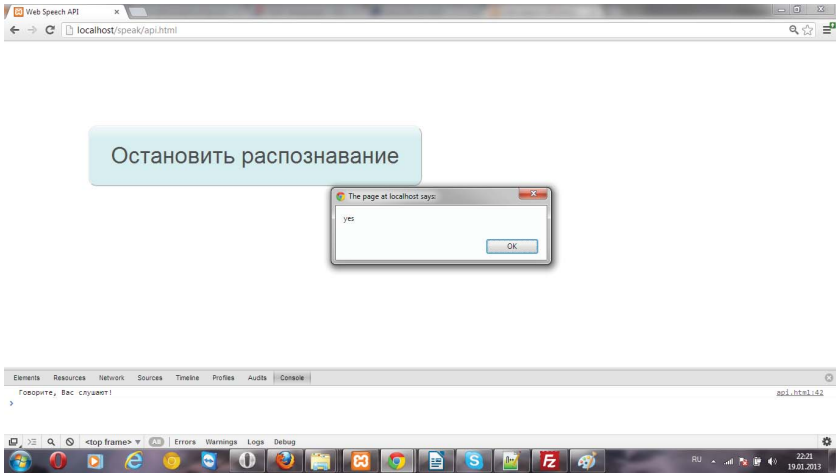 Web Speech API
localhost/speak/api.html
Остановить распознавание
The page at localhost says:
yes
OK
Elements Resources Network Sources Timeline Profiles Audits Console
Говорите, Вас слушают! api.html:42
<top frame> All Errors Warnings Logs Debug
RU 22:21
19.01.2013